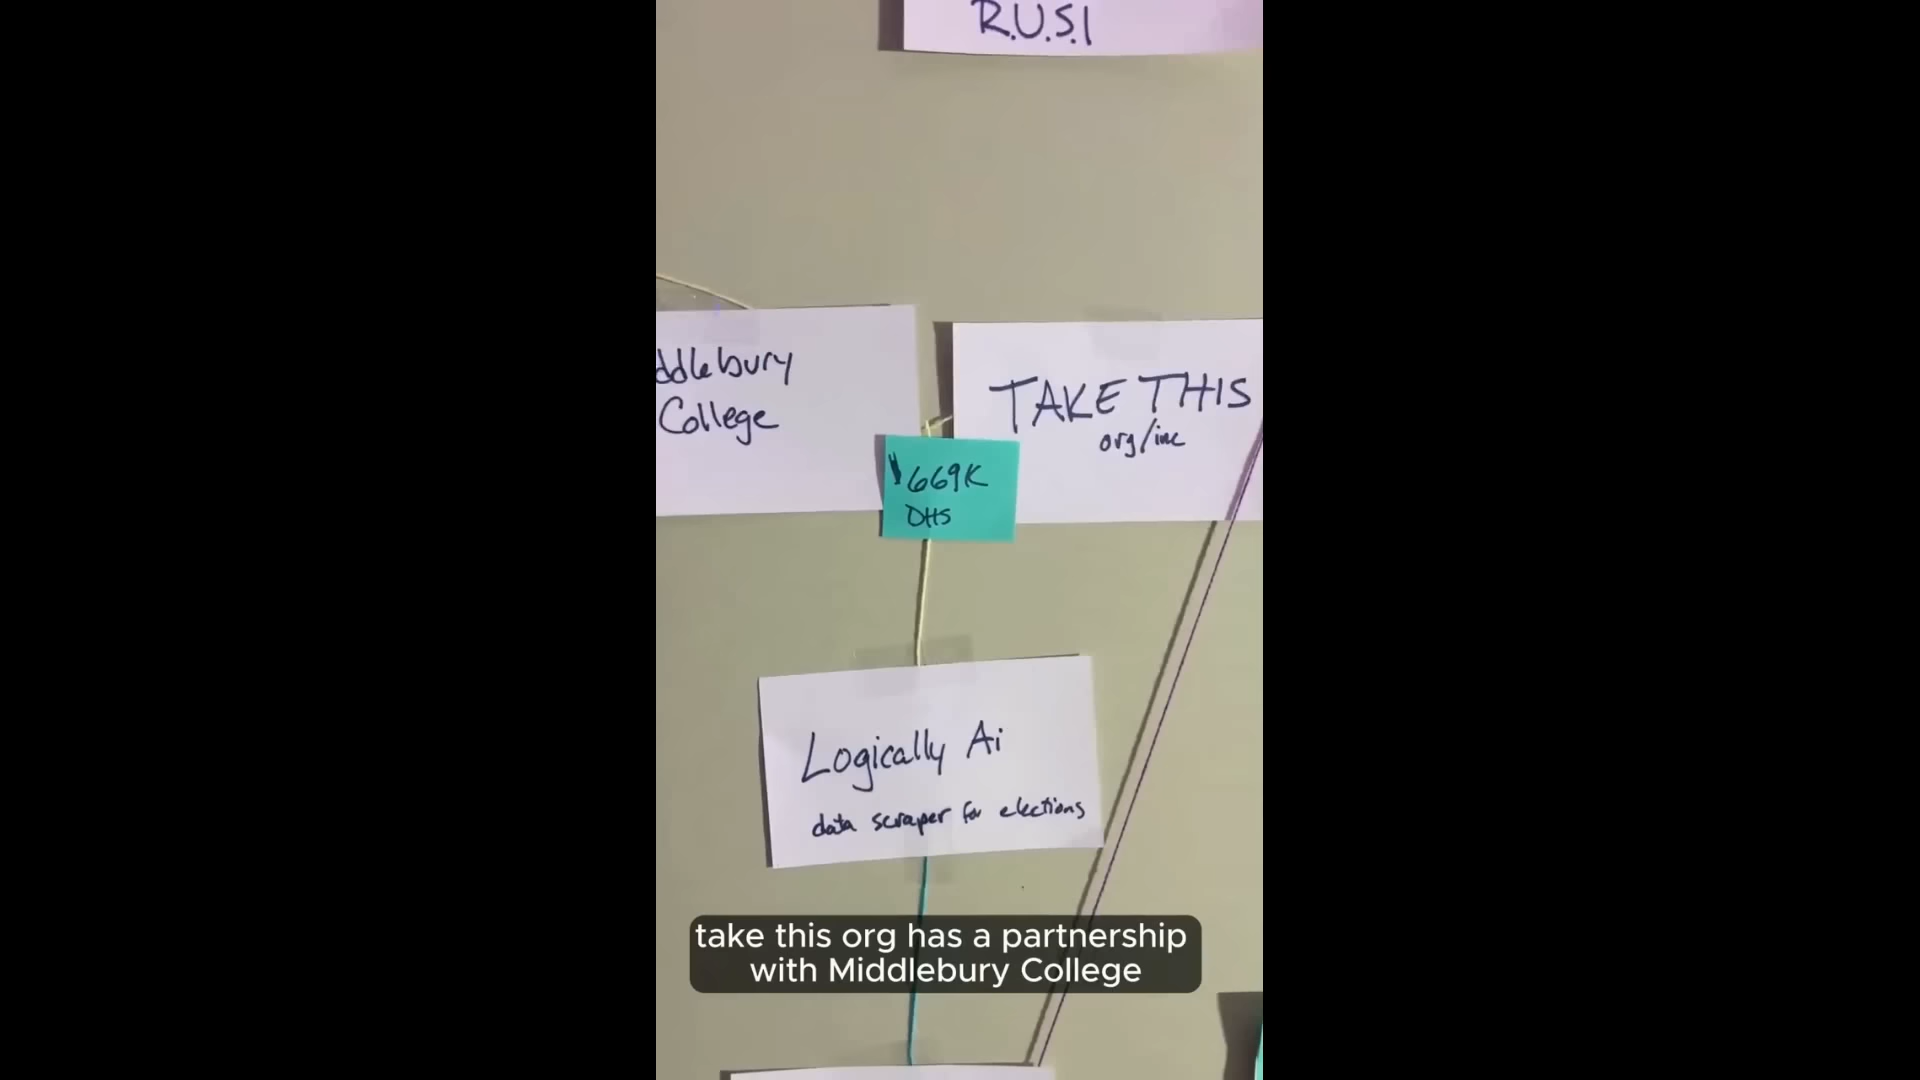 R.U.S.I
ddlebury
College
TAKE THIS
org/inc
$669K
DHS
Logically Ai
data scraper for elections
take this org has a partnership
with Middlebury College